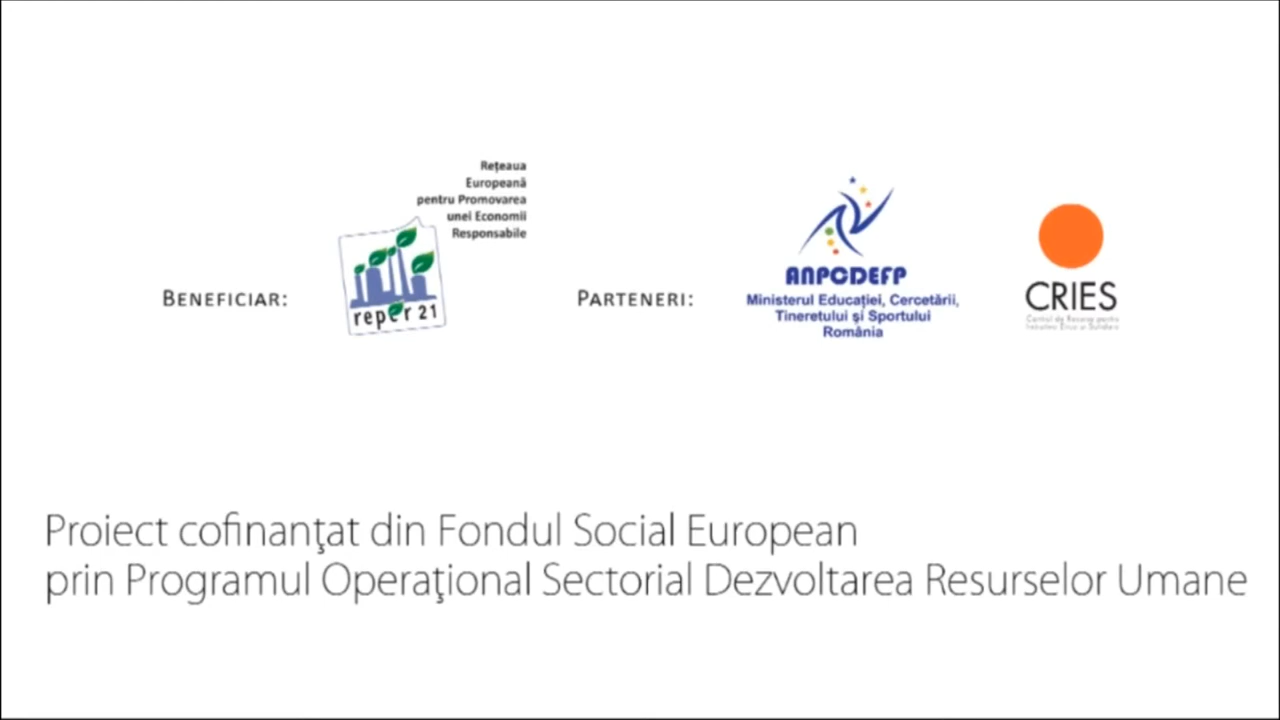 Rețeaua
Europeană
pentru Promovarea
unei Economii
Responsabile
BENEFICIAR:
reper 21
PARTENERI:
ANPCDEFP
Ministerul Educației, Cercetării,
Tineretului și Sportului
România
CRIES
Proiect cofinanţat din Fondul Social European
prin Programul Operaţional Sectorial Dezvoltarea Resurselor Umane